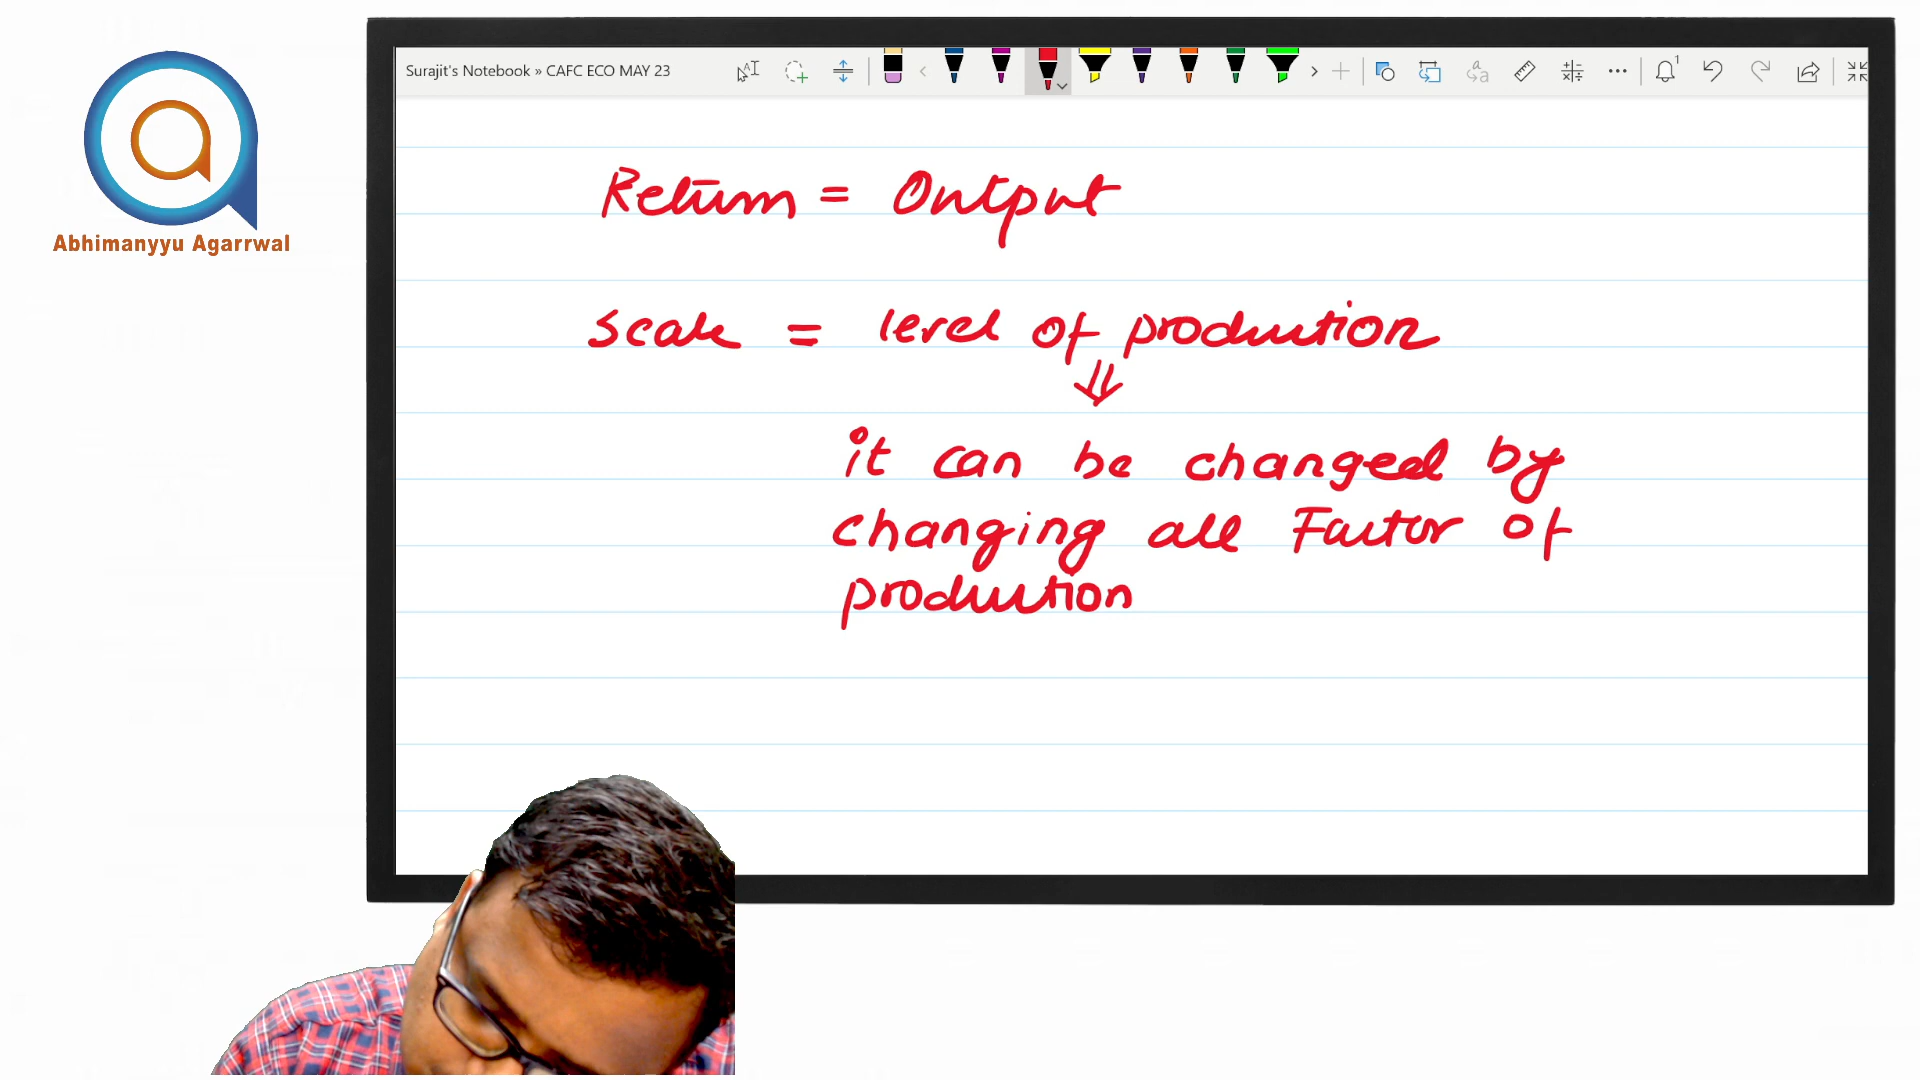 Surajit's Notebook » CAFC ECO MAY 23
Abhimanyyu Agarrwal
Return = Output
Scale = level of production
it can be changed by
changing all Factor of
production